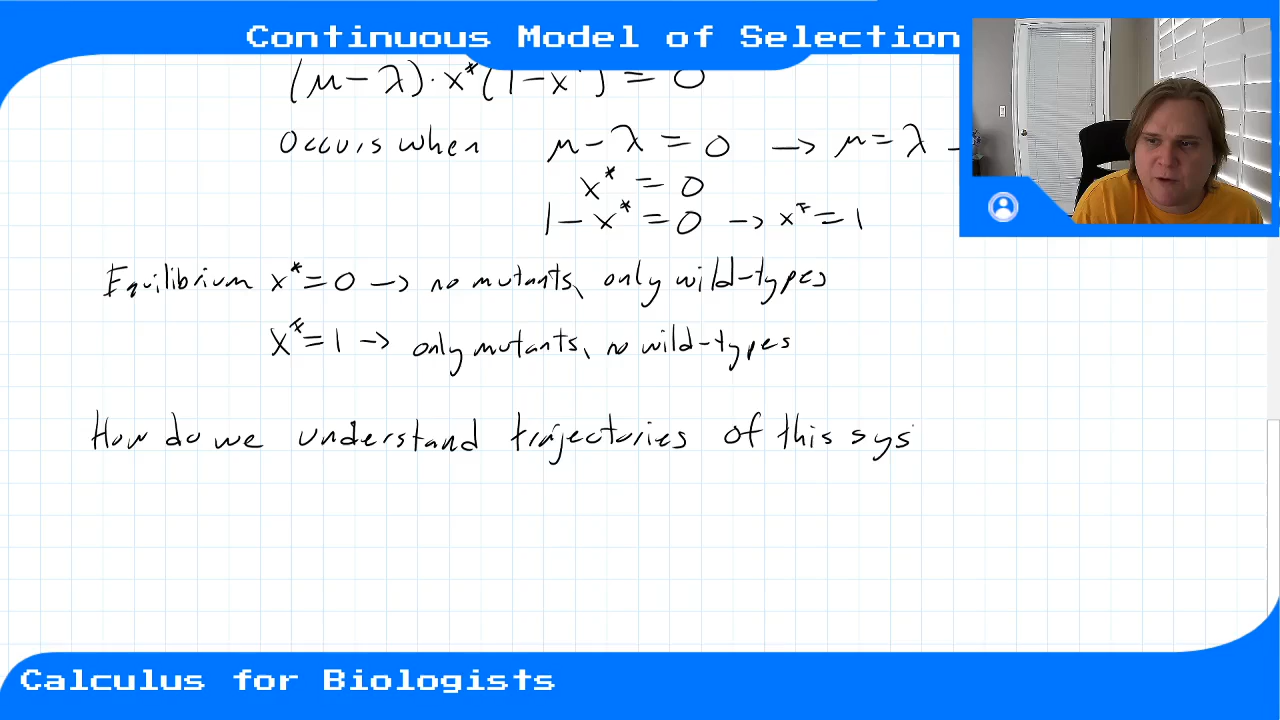 Continuous Model of Selection
(μ-λ)·x*(1-x*) = 0
Occurs when μ-λ=0 → μ=λ -
x* = 0
1-x* = 0 → x*=1
Equilibrium x*=0 → no mutants, only wild-types
x*=1 → only mutants, no wild-types
How do we understand trajectories of this sys
Calculus for Biologists